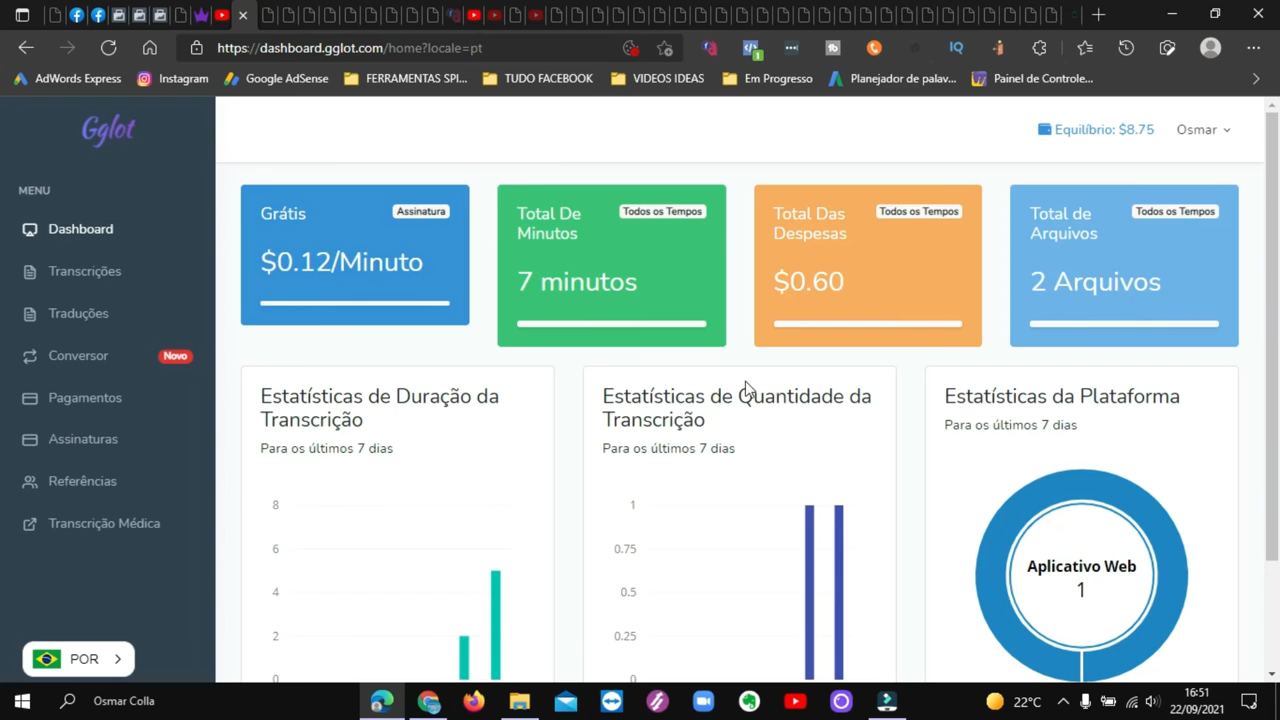 https://dashboard.gglot.com/home?locale=pt
1
IQ
AdWords Express
Instagram
Google AdSense
FERRAMENTAS SPI...
TUDO FACEBOOK
VIDEOS IDEAS
Em Progresso
Planejador de palav...
Painel de Controle...
Gglot
Equilíbrio: $8.75
Osmar
MENU
Dashboard
Transcrições
Traduções
Conversor
Novo
Pagamentos
Assinaturas
Referências
Transcrição Médica
POR
Grátis
Assinatura
$0.12/Minuto
Total De
Minutos
Todos os Tempos
7 minutos
Total Das
Despesas
Todos os Tempos
$0.60
Total de
Arquivos
Todos os Tempos
2 Arquivos
Estatísticas de Duração da
Transcrição
Para os últimos 7 dias
8
6
4
2
0
Estatísticas de Quantidade da
Transcrição
Para os últimos 7 dias
1
0.75
0.5
0.25
0
Estatísticas da Plataforma
Para os últimos 7 dias
Aplicativo Web
1
Osmar Colla
22°C
16:51
22/09/2021